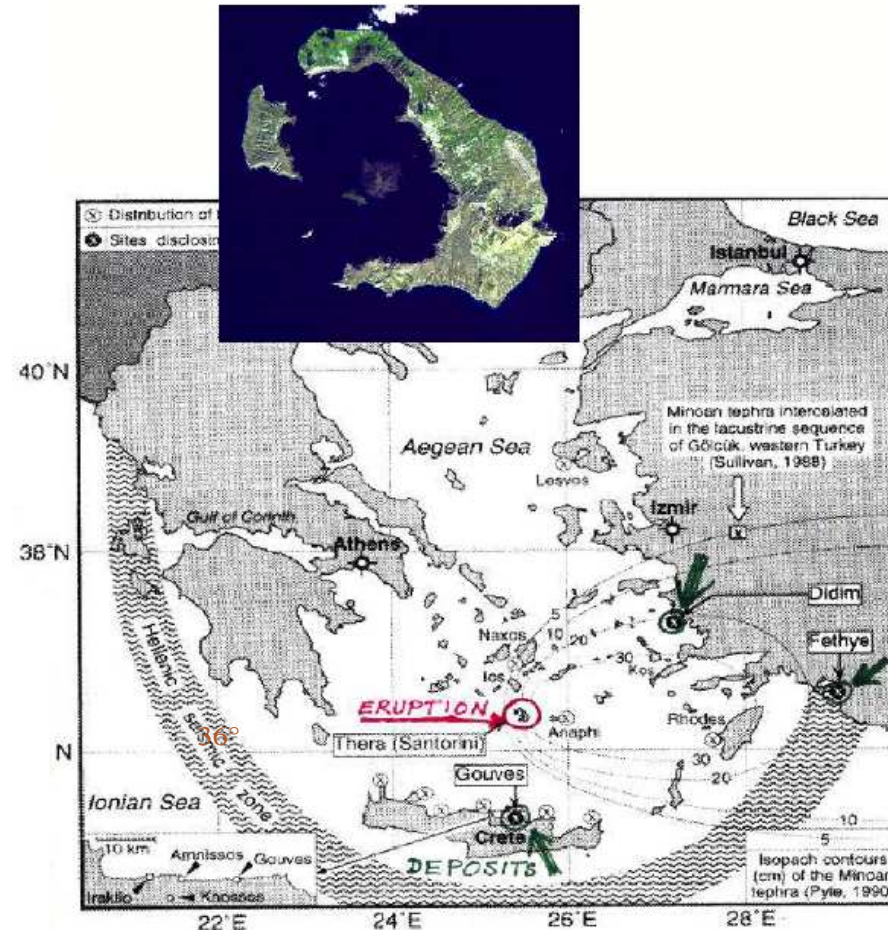 Distribution of
Sites disclosin
Black Sea
Istanbul
Marmara Sea
40°N
Minoan tephra intercalated
in the lacustrine sequence
of Gölcük, western Turkey
(Sullivan, 1988)
Aegean Sea
Lesvos
Izmir
Gulf of Corinth
38°N
Athens
Didim
5
10
20
30
Naxos
Ios
Kos
Fethye
Hellenic seismic zone
ERUPTION
Anaphi
Rhodes
36°
N
Thera (Santorini)
30
20
Gouves
Ionian Sea
10
5
Crete
10 km
Amnissos
Gouves
DEPOSITS
Iraklio
Knossos
Isopach contours
(cm) of the Minoan
tephra (Pyle, 1990
22°E
24°E
26°E
28°E